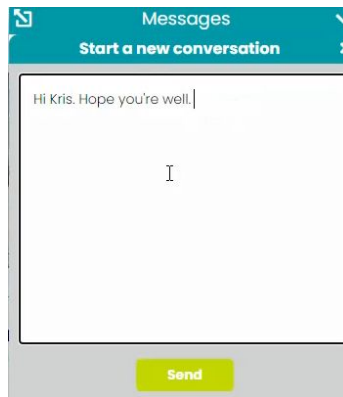 Messages
Start a new conversation
Hi Kris. Hope you're well.
Send